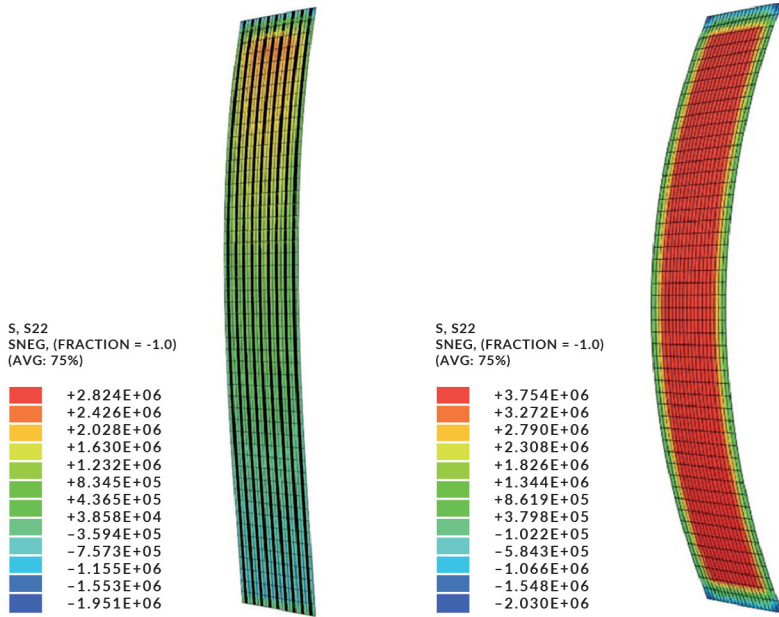 S, S22
SNEG, (FRACTION = -1.0)
(AVG: 75%)
+2.824E+06
+2.426E+06
+2.028E+06
+1.630E+06
+1.232E+06
+8.345E+05
+4.365E+05
+3.858E+04
−3.594E+05
−7.573E+05
−1.155E+06
−1.553E+06
−1.951E+06
S, S22
SNEG, (FRACTION = -1.0)
(AVG: 75%)
+3.754E+06
+3.272E+06
+2.790E+06
+2.308E+06
+1.826E+06
+1.344E+06
+8.619E+05
+3.798E+05
−1.022E+05
−5.843E+05
−1.066E+06
−1.548E+06
−2.030E+06